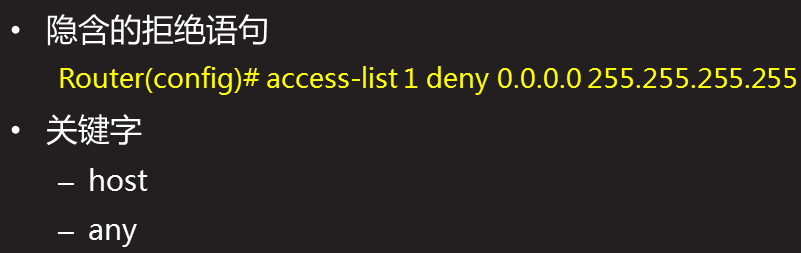 • 隐含的拒绝语句
Router(config)# access-list 1 deny 0.0.0.0 255.255.255.255
• 关键字
– host
– any